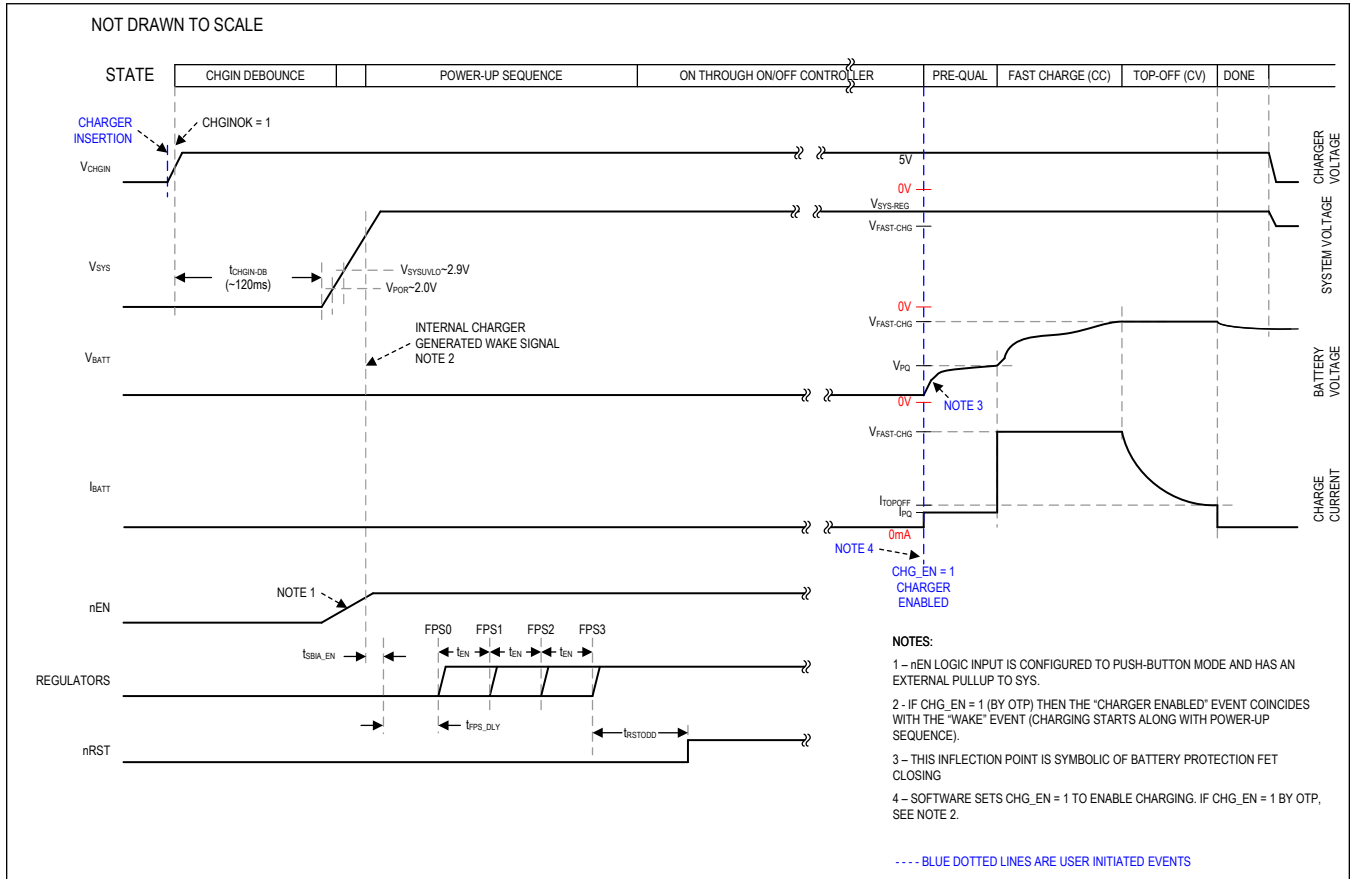 NOT DRAWN TO SCALE
STATE
CHGIN DEBOUNCE
POWER-UP SEQUENCE
ON THROUGH ON/OFF CONTROLLER
PRE-QUAL
FAST CHARGE (CC)
TOP-OFF (CV)
DONE
CHARGER
INSERTION
CHGINOK = 1
VCHGIN
5V
0V
CHARGER
VOLTAGE
VSYS-REG
VFAST-CHG
VSYS
tCHGIN-DB
(~120ms)
VSYSUVLO~2.9V
VPOR~2.0V
0V
SYSTEM VOLTAGE
INTERNAL CHARGER
GENERATED WAKE SIGNAL
NOTE 2
VBATT
VFAST-CHG
VPQ
0V
NOTE 3
BATTERY
VOLTAGE
VFAST-CHG
IBATT
ITOPOFF
IPQ
0mA
CHARGE
CURRENT
NOTE 4
CHG_EN = 1
CHARGER
ENABLED
NOTE 1
nEN
tSBIA_EN
FPS0
FPS1
FPS2
FPS3
tEN
tEN
tEN
REGULATORS
tFPS_DLY
tRSTODD
nRST
NOTES:
1 – nEN LOGIC INPUT IS CONFIGURED TO PUSH-BUTTON MODE AND HAS AN
EXTERNAL PULLUP TO SYS.
2 - IF CHG_EN = 1 (BY OTP) THEN THE “CHARGER ENABLED” EVENT COINCIDES
WITH THE “WAKE” EVENT (CHARGING STARTS ALONG WITH POWER-UP
SEQUENCE).
3 – THIS INFLECTION POINT IS SYMBOLIC OF BATTERY PROTECTION FET
CLOSING
4 – SOFTWARE SETS CHG_EN = 1 TO ENABLE CHARGING. IF CHG_EN = 1 BY OTP,
SEE NOTE 2.
- - - - BLUE DOTTED LINES ARE USER INITIATED EVENTS